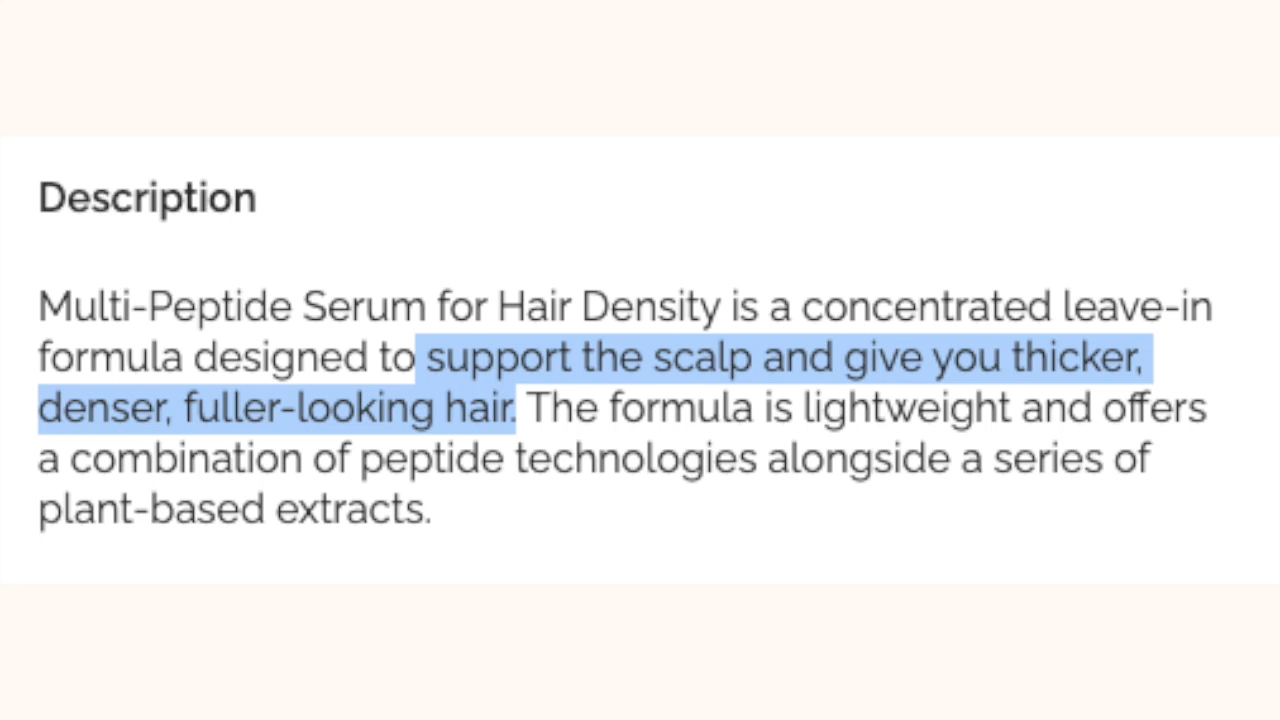 Description
Multi-Peptide Serum for Hair Density is a concentrated leave-in
formula designed to support the scalp and give you thicker,
denser, fuller-looking hair. The formula is lightweight and offers
a combination of peptide technologies alongside a series of
plant-based extracts.